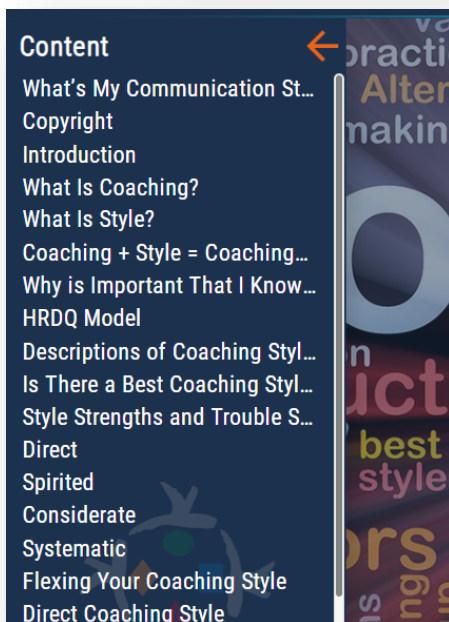 Content
What's My Communication St...
Copyright
Introduction
What Is Coaching?
What Is Style?
Coaching + Style = Coaching...
Why is Important That I Know...
HRDQ Model
Descriptions of Coaching Styl...
Is There a Best Coaching Styl...
Style Strengths and Trouble S...
Direct
Spirited
Considerate
Systematic
Flexing Your Coaching Style
Direct Coaching Style
best
style